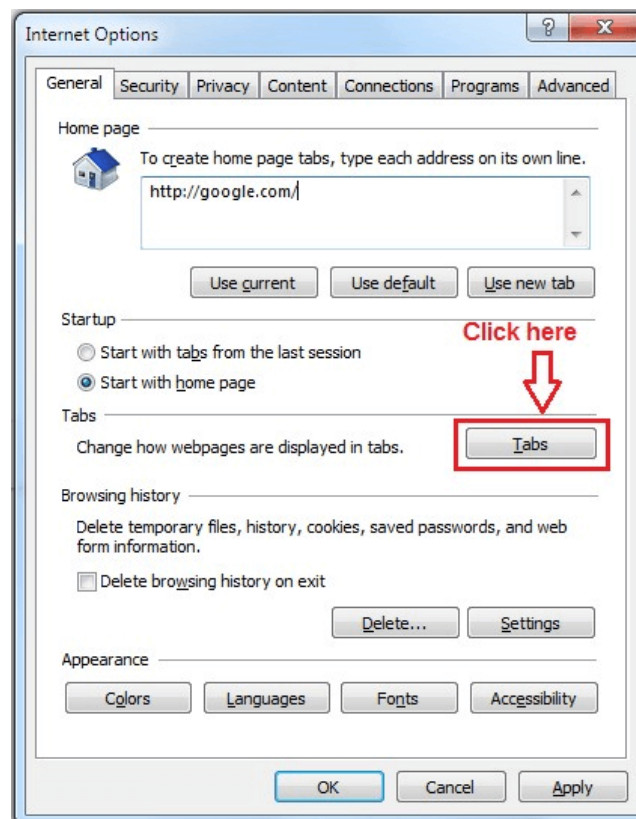 Internet Options
General Security Privacy Content Connections Programs Advanced
Home page
To create home page tabs, type each address on its own line.
http://google.com/
Use current Use default Use new tab
Startup
Click here
Start with tabs from the last session
Start with home page
Tabs
Change how webpages are displayed in tabs. Tabs
Browsing history
Delete temporary files, history, cookies, saved passwords, and web
form information.
Delete browsing history on exit
Delete... Settings
Appearance
Colors Languages Fonts Accessibility
OK Cancel Apply